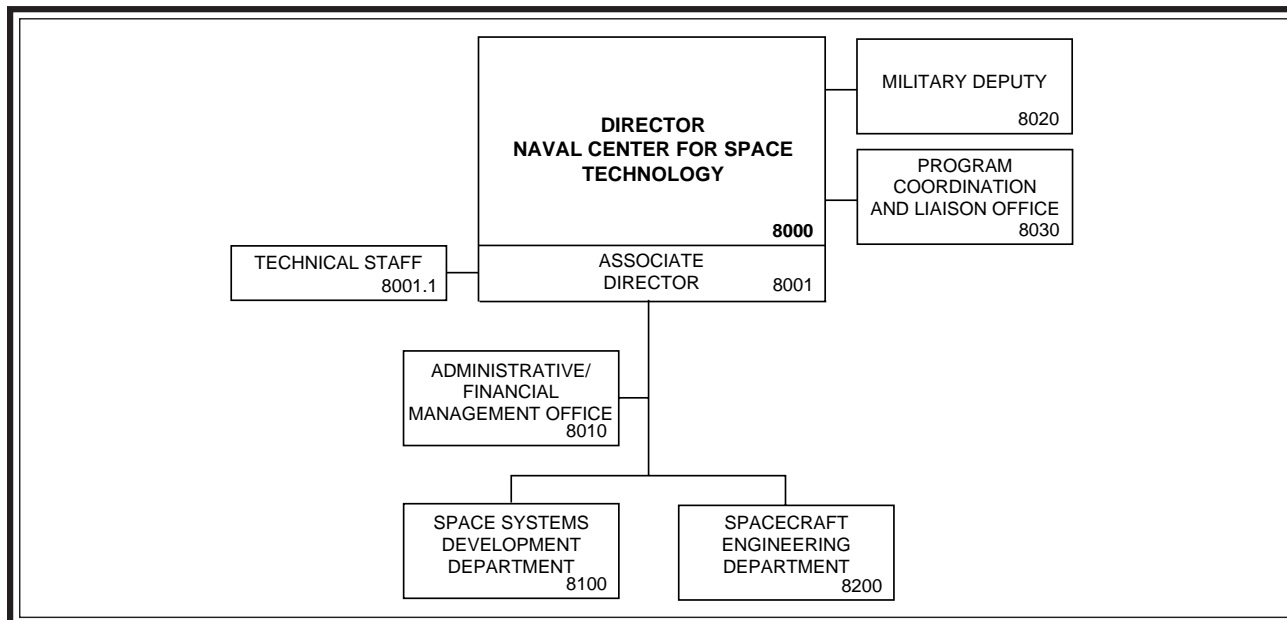 DIRECTOR
NAVAL CENTER FOR SPACE
TECHNOLOGY
8000
ASSOCIATE
DIRECTOR
8001
MILITARY DEPUTY
8020
PROGRAM
COORDINATION
AND LIAISON OFFICE
8030
TECHNICAL STAFF
8001.1
ADMINISTRATIVE/
FINANCIAL
MANAGEMENT OFFICE
8010
SPACE SYSTEMS
DEVELOPMENT
DEPARTMENT
8100
SPACECRAFT
ENGINEERING
DEPARTMENT
8200